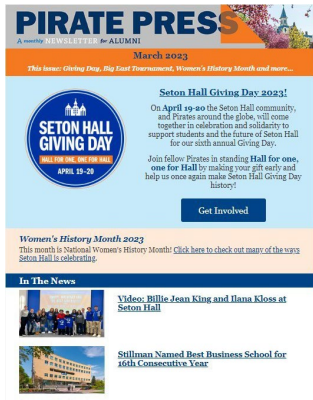 PIRATE PRESS
A monthly NEWSLETTER for ALUMNI
March 2023
This issue: Giving Day, Big East Tournament, Women's History Month and more...
SETON HALL
GIVING DAY
HALL FOR ONE, ONE FOR HALL
APRIL 19-20
Seton Hall Giving Day 2023!
On April 19-20 the Seton Hall community,
and Pirates around the globe, will come
together in celebration and solidarity to
support students and the future of Seton Hall
for our sixth annual Giving Day.
Join fellow Pirates in standing Hall for one,
one for Hall by making your gift early and
help us once again make Seton Hall Giving Day
history!
Get Involved
Women's History Month 2023
This month is National Women's History Month! Click here to check out many of the ways
Seton Hall is celebrating.
In The News
Video: Billie Jean King and Ilana Kloss at
Seton Hall
Stillman Named Best Business School for
16th Consecutive Year